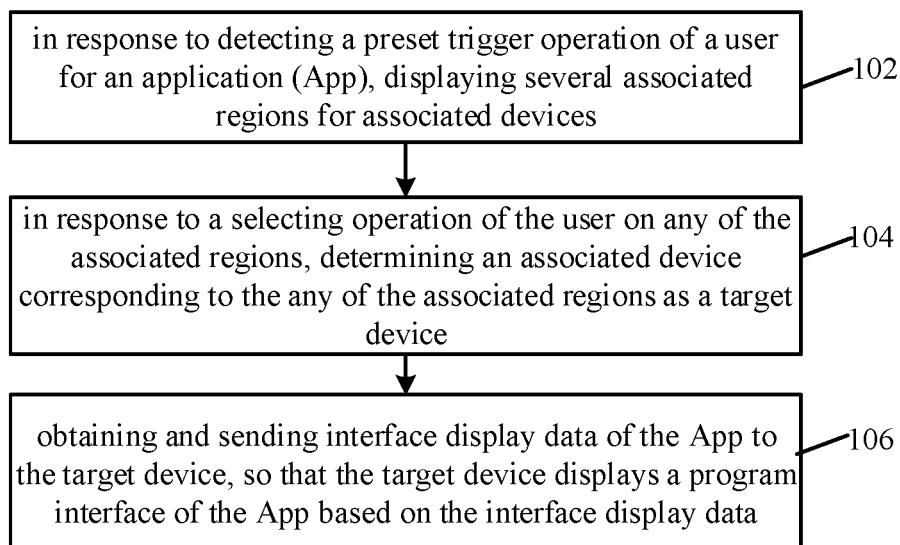 in response to detecting a preset trigger operation of a user
for an application (App), displaying several associated
regions for associated devices
102
in response to a selecting operation of the user on any of the
associated regions, determining an associated device
corresponding to the any of the associated regions as a target
device
104
obtaining and sending interface display data of the App to
the target device, so that the target device displays a program
interface of the App based on the interface display data
106